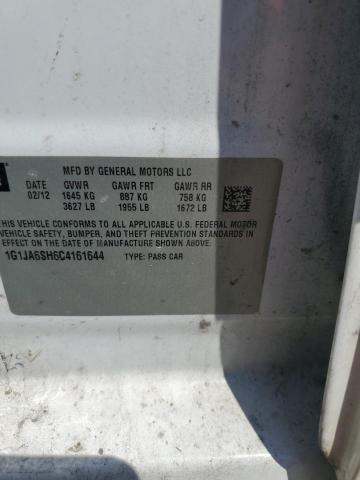 MFD BY GENERAL MOTORS LLC
DATE GVWR GAWR FRT GAWR RR
02/12 1645 KG 887 KG 758 KG
3627 LB 1955 LB 1672 LB
THIS VEHICLE CONFORMS TO ALL APPLICABLE U.S. FEDERAL MOTOR
VEHICLE SAFETY, BUMPER, AND THEFT PREVENTION STANDARDS IN
EFFECT ON THE DATE OF MANUFACTURE SHOWN ABOVE.
1G1JA6SH6C4161644 TYPE: PASS CAR